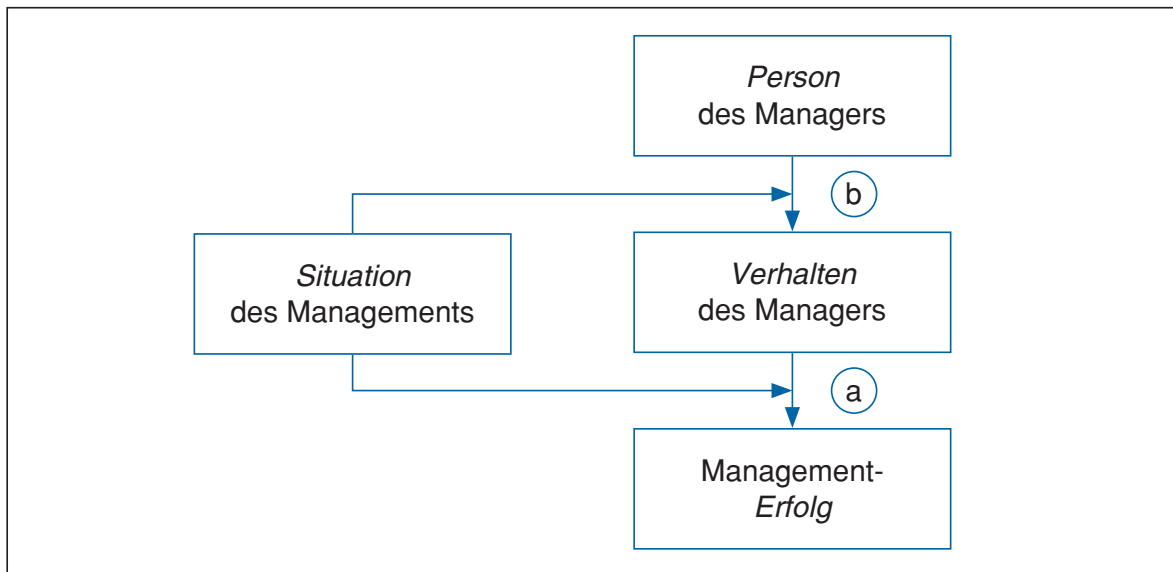 Person
des Managers
b
Situation
des Managements
Verhalten
des Managers
a
Management-
Erfolg